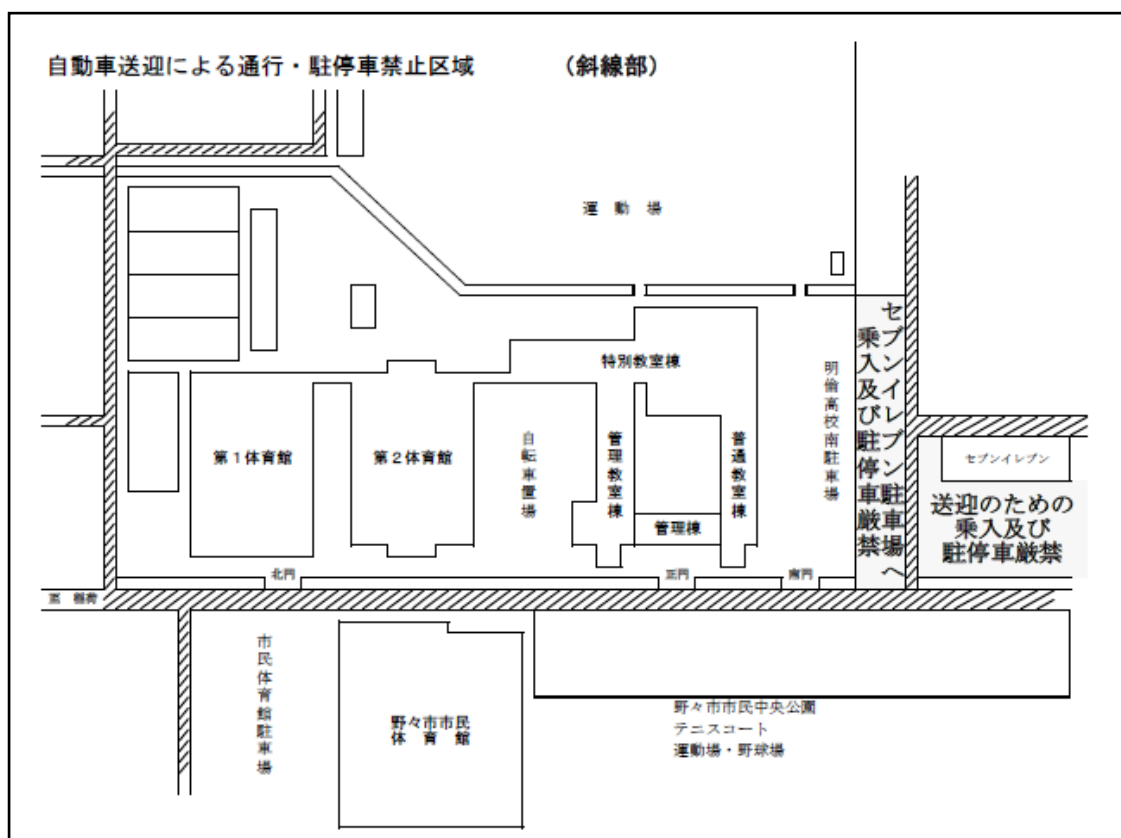 自動車送迎による通行・駐停車禁止区域　（斜線部）
運　動　場
特別教室棟
明倫高校南駐車場
セブンイレブン駐車場へ
乗入及び駐停車厳禁
第１体育館
第２体育館
自転車置場
管理教室棟
普通教室棟
管理棟
セブンイレブン
送迎のための
乗入及び
駐停車厳禁
北門
正門
南門
至　稲荷
市民体育館駐車場
野々市市民
体　育　館
野々市市民中央公園
テニスコート
運動場・野球場